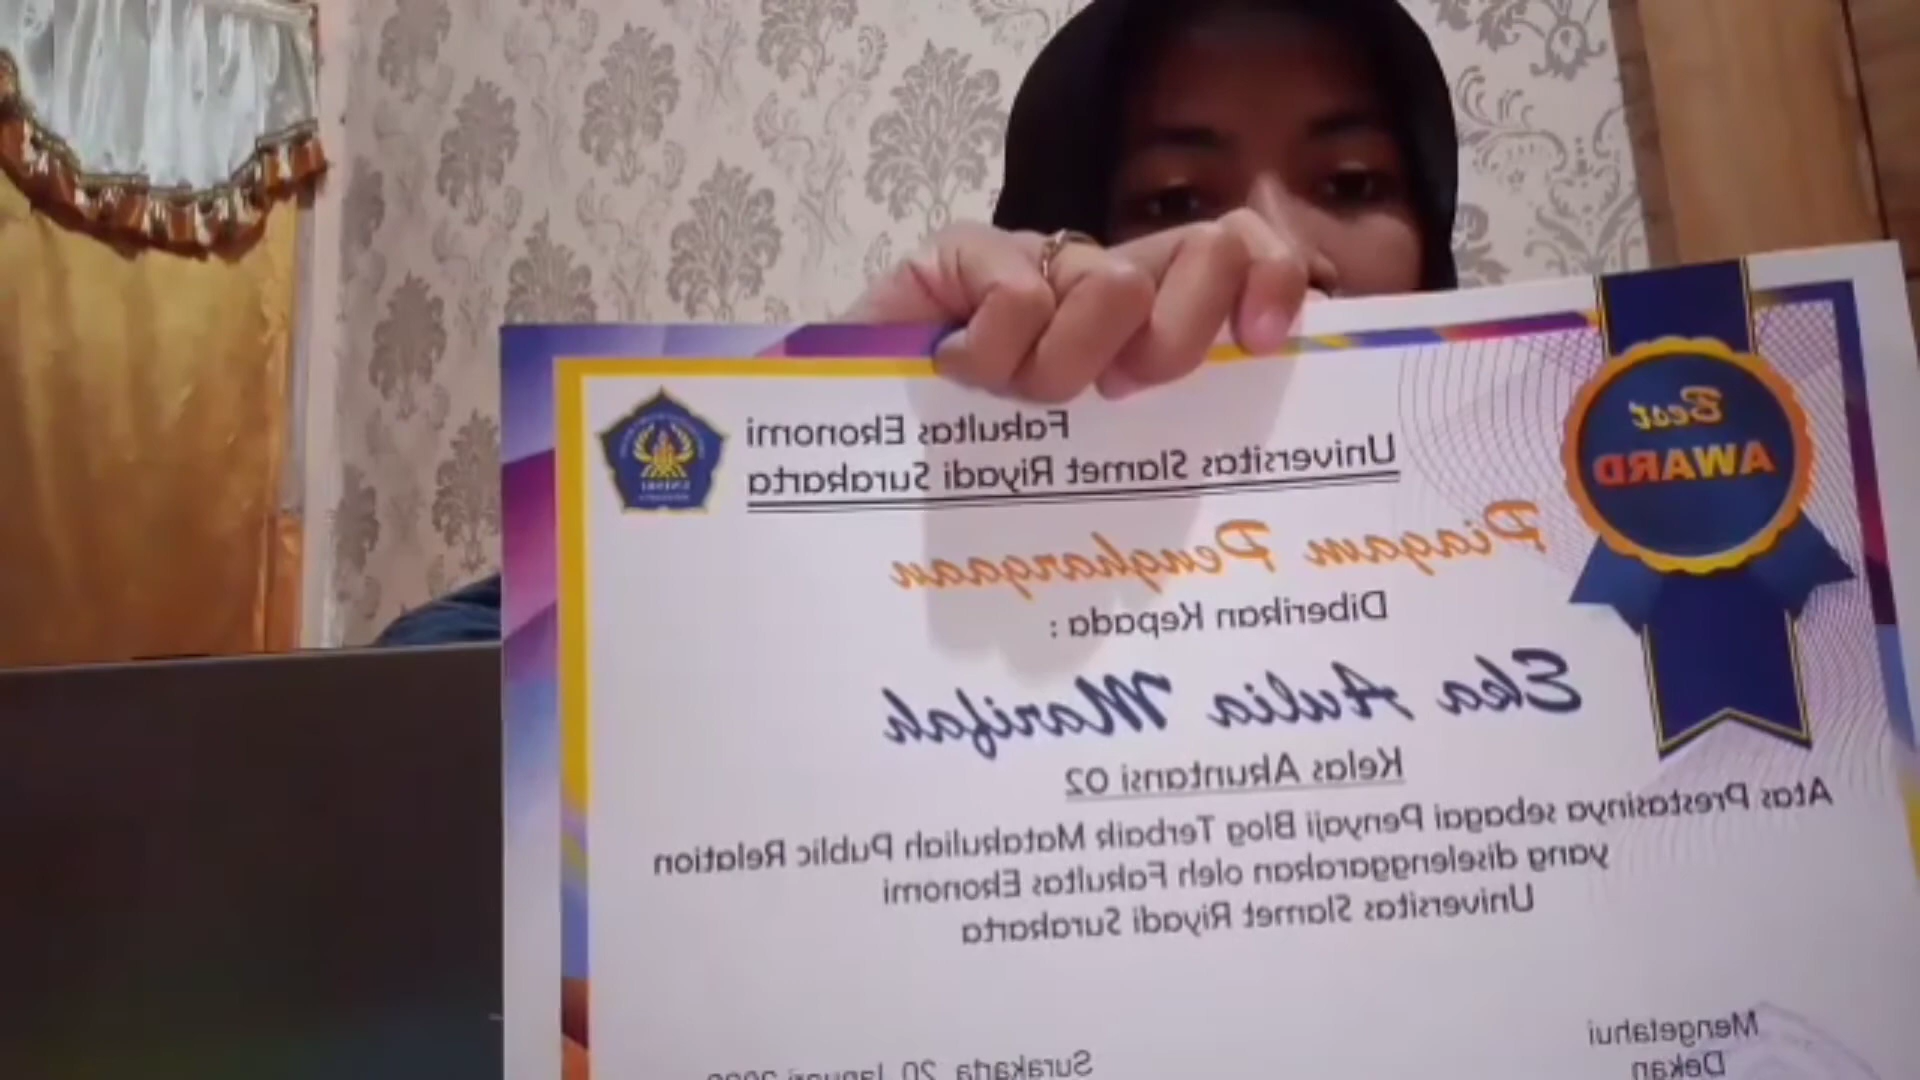 Fakultas Ekonomi
Universitas Slamet Riyadi Surakarta
Best
AWARD
Piagam Penghargaan
Diberikan Kepada :
Eka Aulia Marifah
Kelas Akuntansi 02
Atas Prestasinya sebagai Penyaji Blog Terbaik Matakuliah Public Relation
yang diselenggarakan oleh Fakultas Ekonomi
Universitas Slamet Riyadi Surakarta
Mengetahui
Dekan
Surakarta, 20 Januari